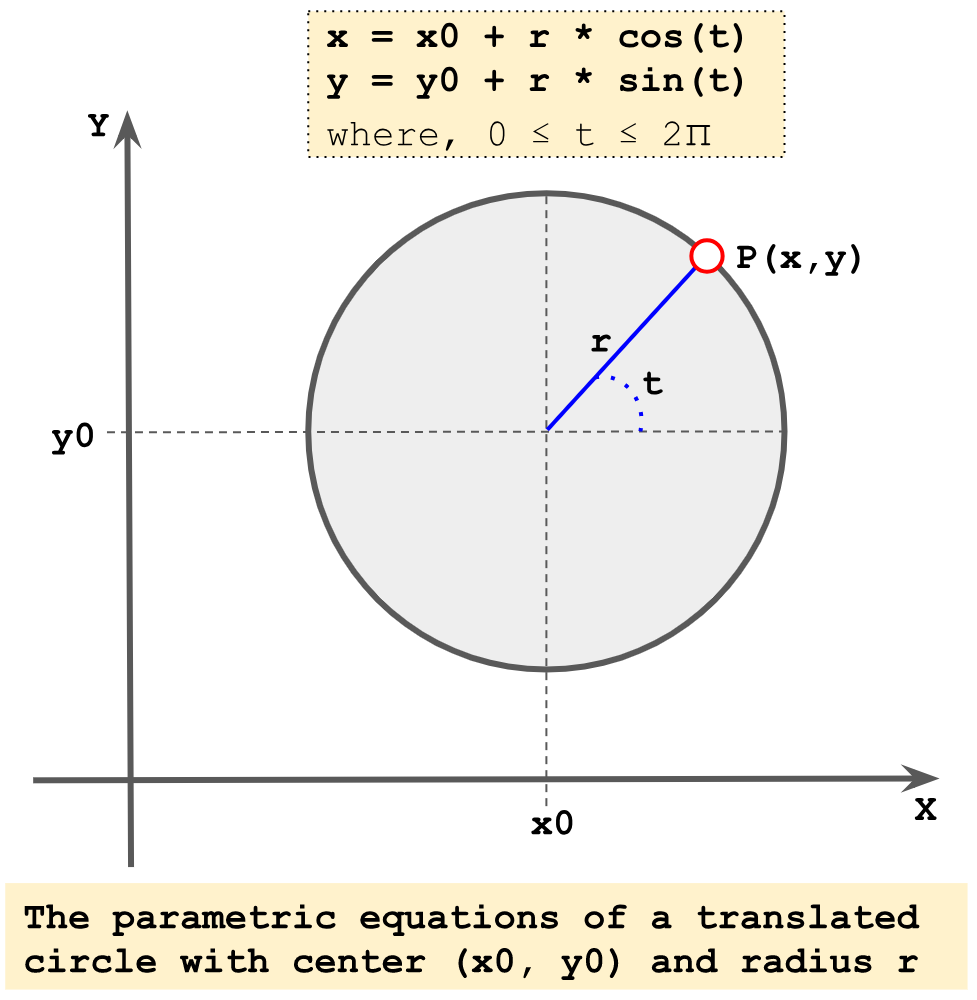 x = x0 + r * cos(t)
y = y0 + r * sin(t)
where, 0 ≤ t ≤ 2π
Y
P(x,y)
r
t
y0
X
x0
The parametric equations of a translated
circle with center (x0, y0) and radius r